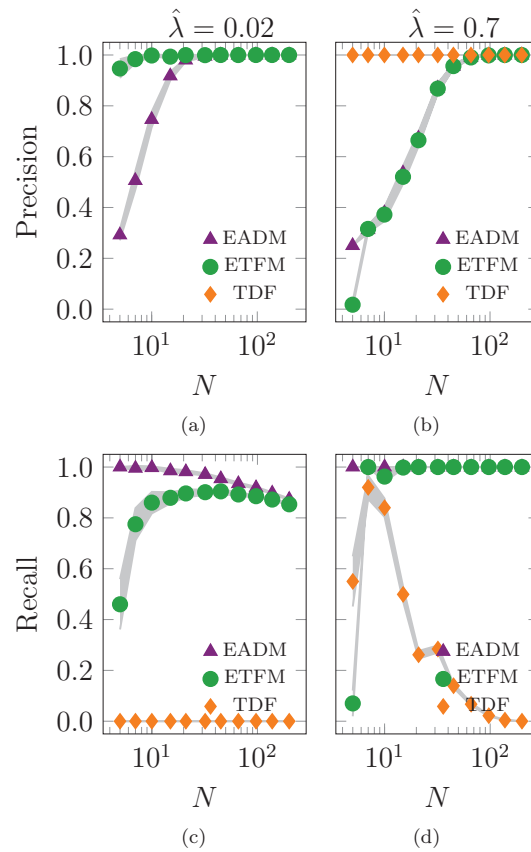 λ̂ = 0.02
λ̂ = 0.7
Precision
1.0
0.8
0.6
0.4
0.2
0.0
EADM
ETFM
TDF
EADM
ETFM
TDF
10¹ 10²
10¹ 10²
N
N
(a)
(b)
Recall
1.0
0.8
0.6
0.4
0.2
0.0
EADM
ETFM
TDF
EADM
ETFM
TDF
10¹ 10²
10¹ 10²
N
N
(c)
(d)